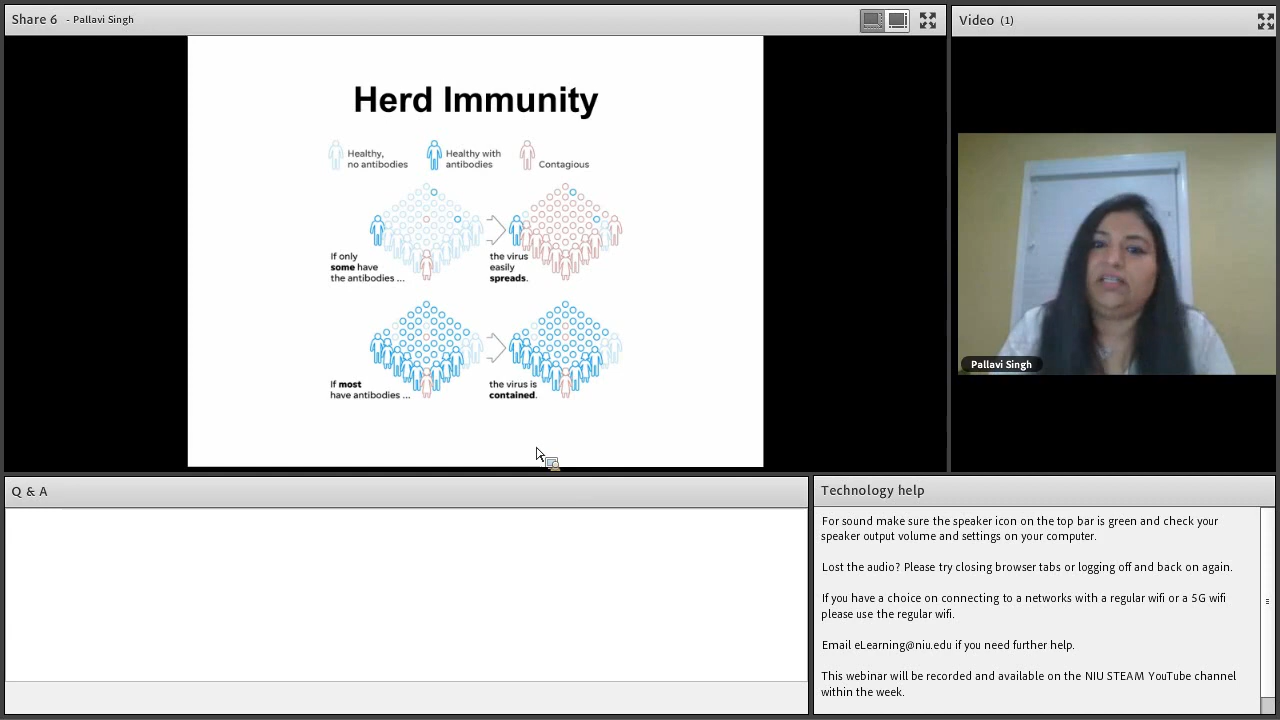 Share 6 - Pallavi Singh
Herd Immunity
Healthy,
no antibodies
Healthy with
antibodies
Contagious
If only
some have
the antibodies ...
the virus
easily
spreads.
If most
have antibodies ...
the virus is
contained.
Video (1)
Pallavi Singh
Q & A
Technology help
For sound make sure the speaker icon on the top bar is green and check your
speaker output volume and settings on your computer.
Lost the audio? Please try closing browser tabs or logging off and back on again.
If you have a choice on connecting to a networks with a regular wifi or a 5G wifi
please use the regular wifi.
Email eLearning@niu.edu if you need further help.
This webinar will be recorded and available on the NIU STEAM YouTube channel
within the week.